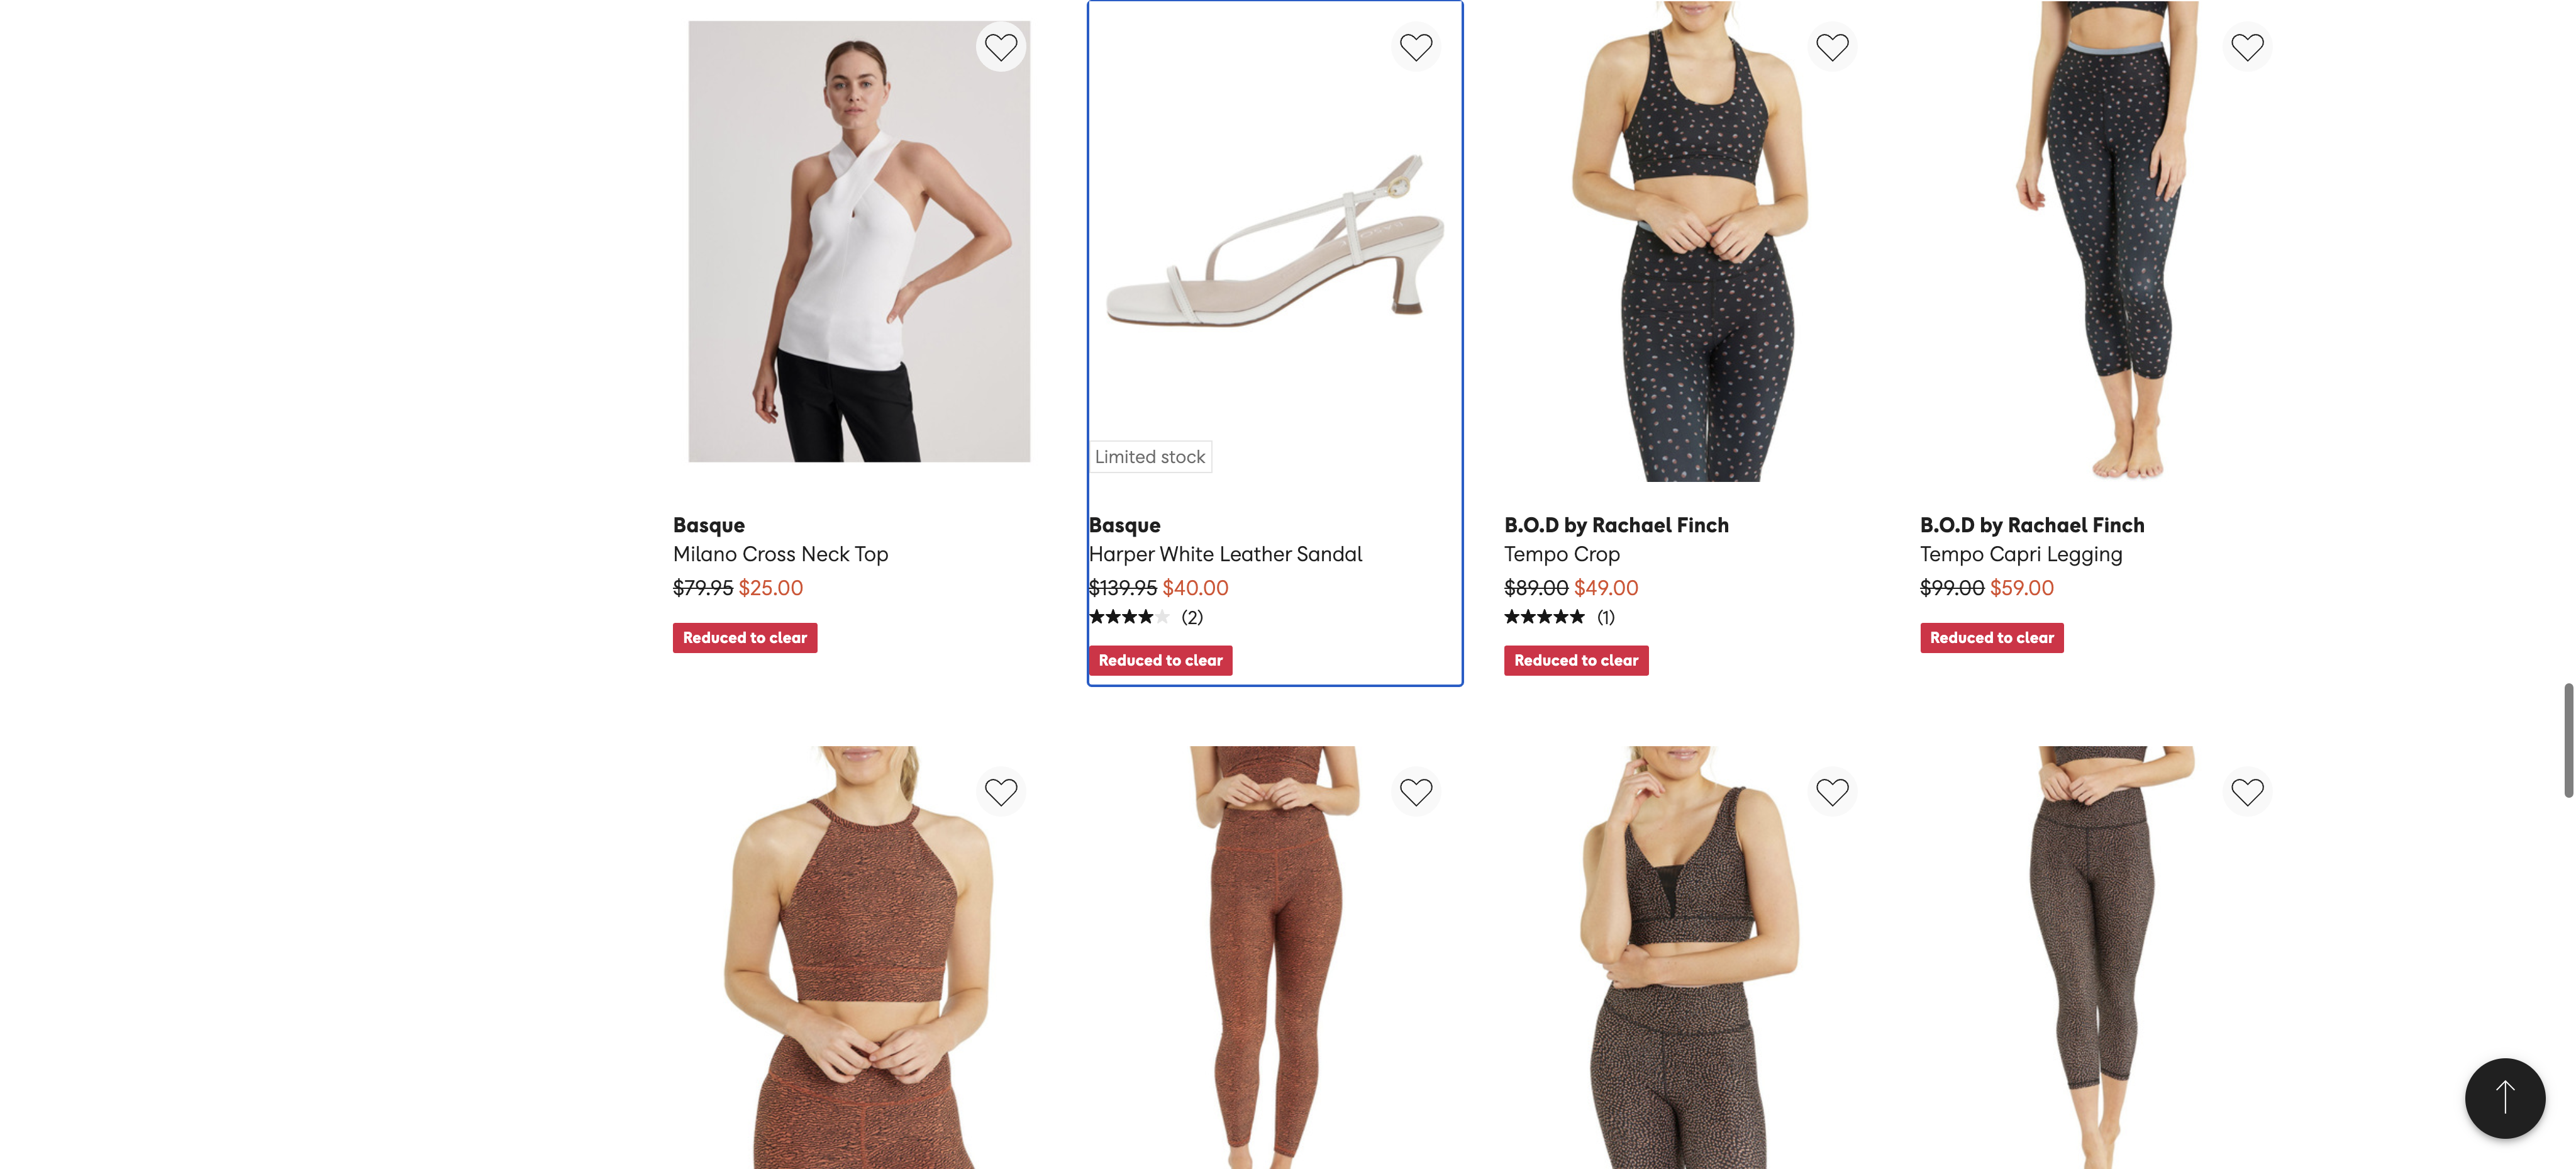 Limited stock
Basque
Milano Cross Neck Top
$79.95 $25.00
Reduced to clear
Basque
Harper White Leather Sandal
$139.95 $40.00
(2)
Reduced to clear
B.O.D by Rachael Finch
Tempo Crop
$89.00 $49.00
(1)
Reduced to clear
B.O.D by Rachael Finch
Tempo Capri Legging
$99.00 $59.00
Reduced to clear